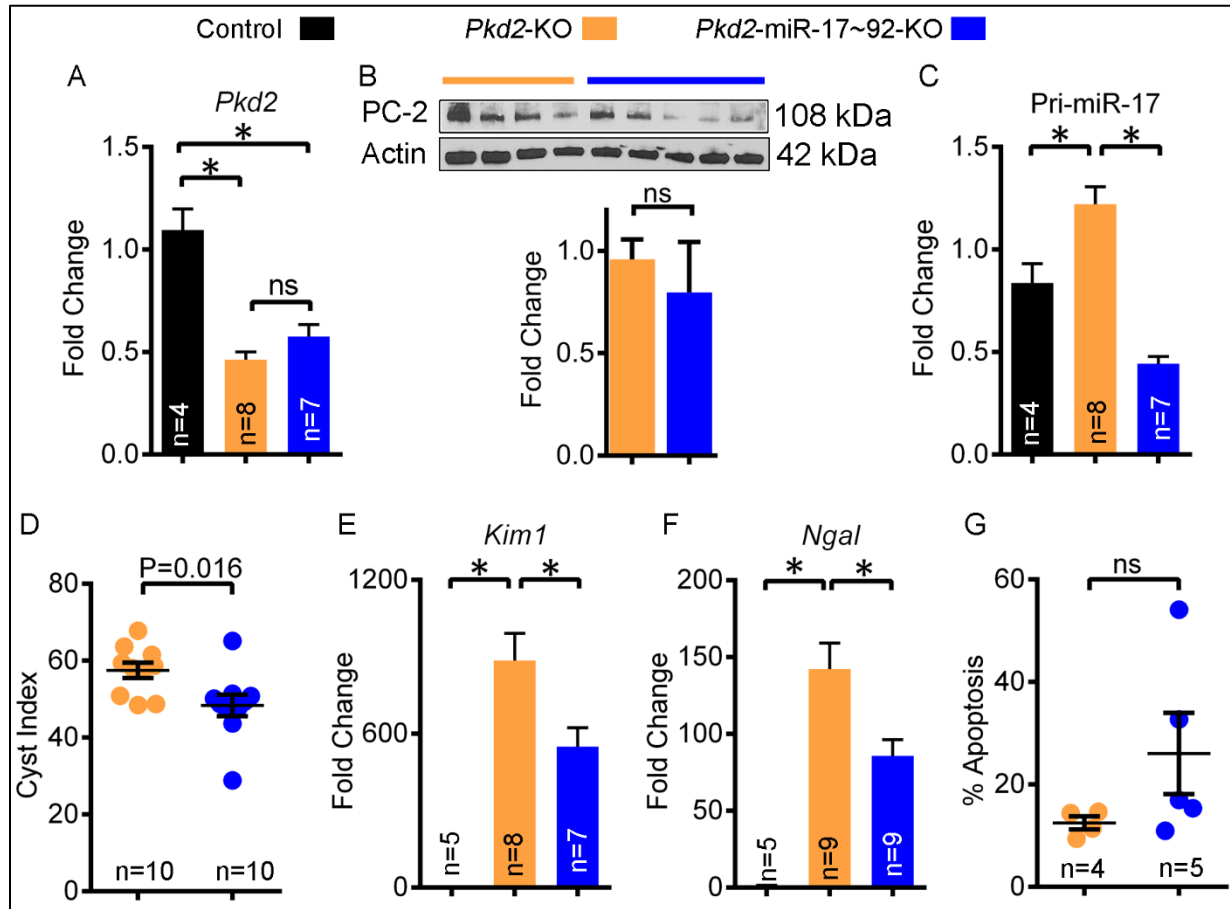 Control Pkd2-KO Pkd2-miR-17~92-KO
A
Pkd2
*
*
ns
Fold Change
1.5
1.0
0.5
0.0
n=4
n=8
n=7
B
PC-2
108 kDa
Actin
42 kDa
ns
Fold Change
1.0
0.5
0.0
C
Pri-miR-17
* *
Fold Change
1.5
1.0
0.5
0.0
n=4
n=8
n=7
D
P=0.016
Cyst Index
80
60
40
20
0
n=10 n=10
E
Kim1
* *
Fold Change
1200
600
0
n=5
n=8
n=7
F
Ngal
* *
Fold Change
200
150
100
50
0
n=5
n=9
n=9
G
ns
% Apoptosis
60
40
20
0
n=4 n=5